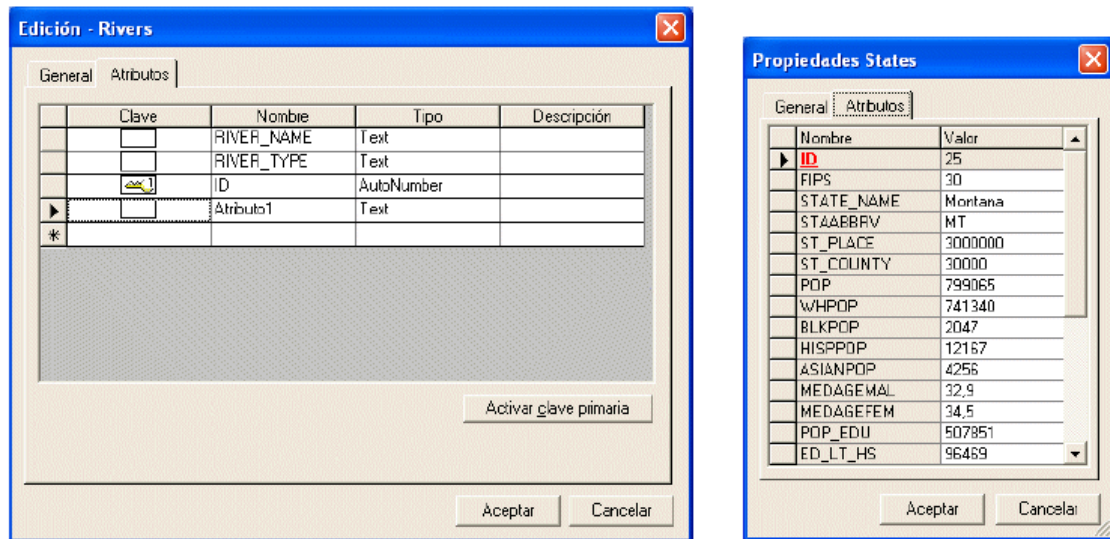 Edición - Rivers
General Atributos
Clave Nombre Tipo Descripción
RIVER_NAME Text
RIVER_TYPE Text
ID AutoNumber
Atributo1 Text
Activar clave primaria
Aceptar Cancelar
Propiedades States
General Atributos
Nombre Valor
ID 25
FIPS 30
STATE_NAME Montana
STAABBRV MT
ST_PLACE 3000000
ST_COUNTY 30000
POP 799065
WHPOP 741340
BLKPOP 2047
HISPPOP 12167
ASIANPOP 4256
MEDAGEMAL 32,9
MEDAGEFEM 34,5
POP_EDU 507851
ED_LT_HS 96469
Aceptar Cancelar